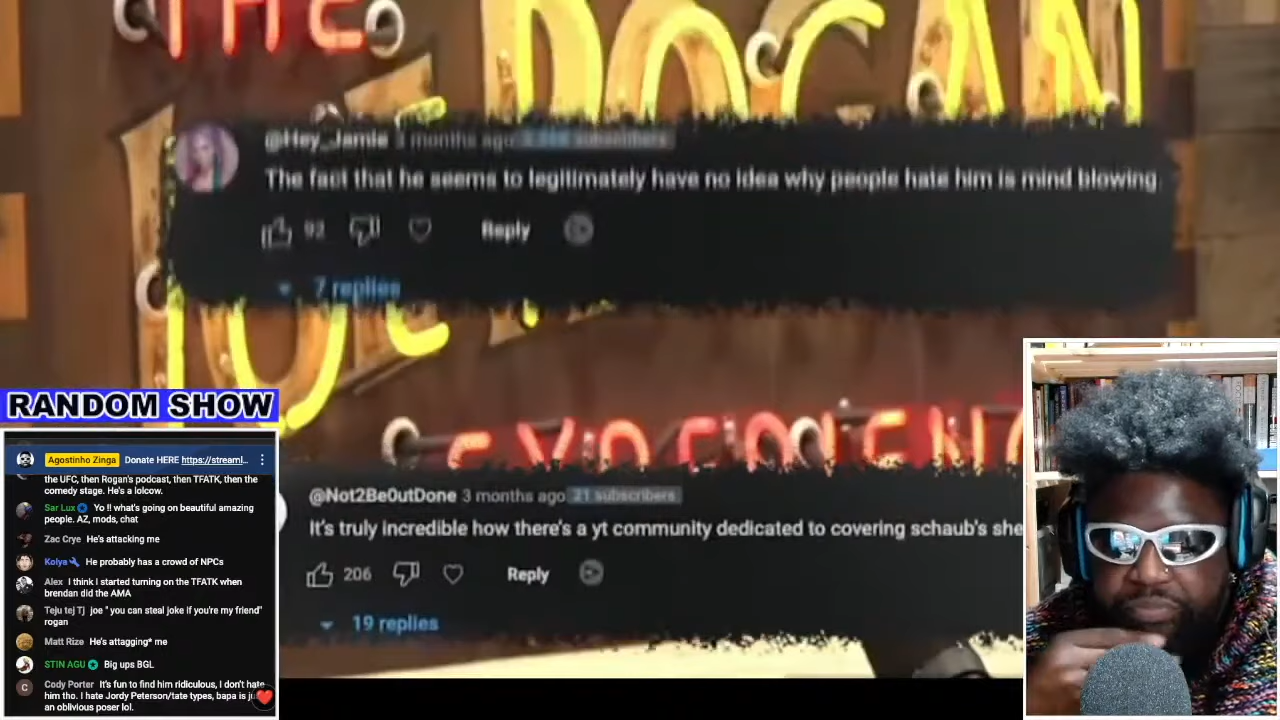 THE
JOE ROGAN
@Hey_Jamie 3 months ago subscribers
The fact that he seems to legitimately have no idea why people hate him is mind blowing.
92 Reply
7 replies
EXPERIENC
@Not2Be0utDone 3 months ago 21 subscribers
It's truly incredible how there's a yt community dedicated to covering schaub's she
206 Reply
19 replies
RANDOM SHOW
Agostinho Zinga Donate HERE https://streaml...
the UFC, then Rogan's podcast, then TFATK, then the
comedy stage. He's a lolcow.
Sar Lux Yo !! what's going on beautiful amazing
people. AZ, mods, chat
Zac Crye He's attacking me
Kolya He probably has a crowd of NPCs
Alex I think I started turning on the TFATK when
brendan did the AMA
Teju tej Tj joe " you can steal joke if you're my friend"
rogan
Matt Rize He's attagging* me
STIN AGU Big ups BGL
C Cody Porter It's fun to find him ridiculous, I don't hate
him tho. I hate Jordy Peterson/tate types, bapa is ju
an oblivious poser lol.